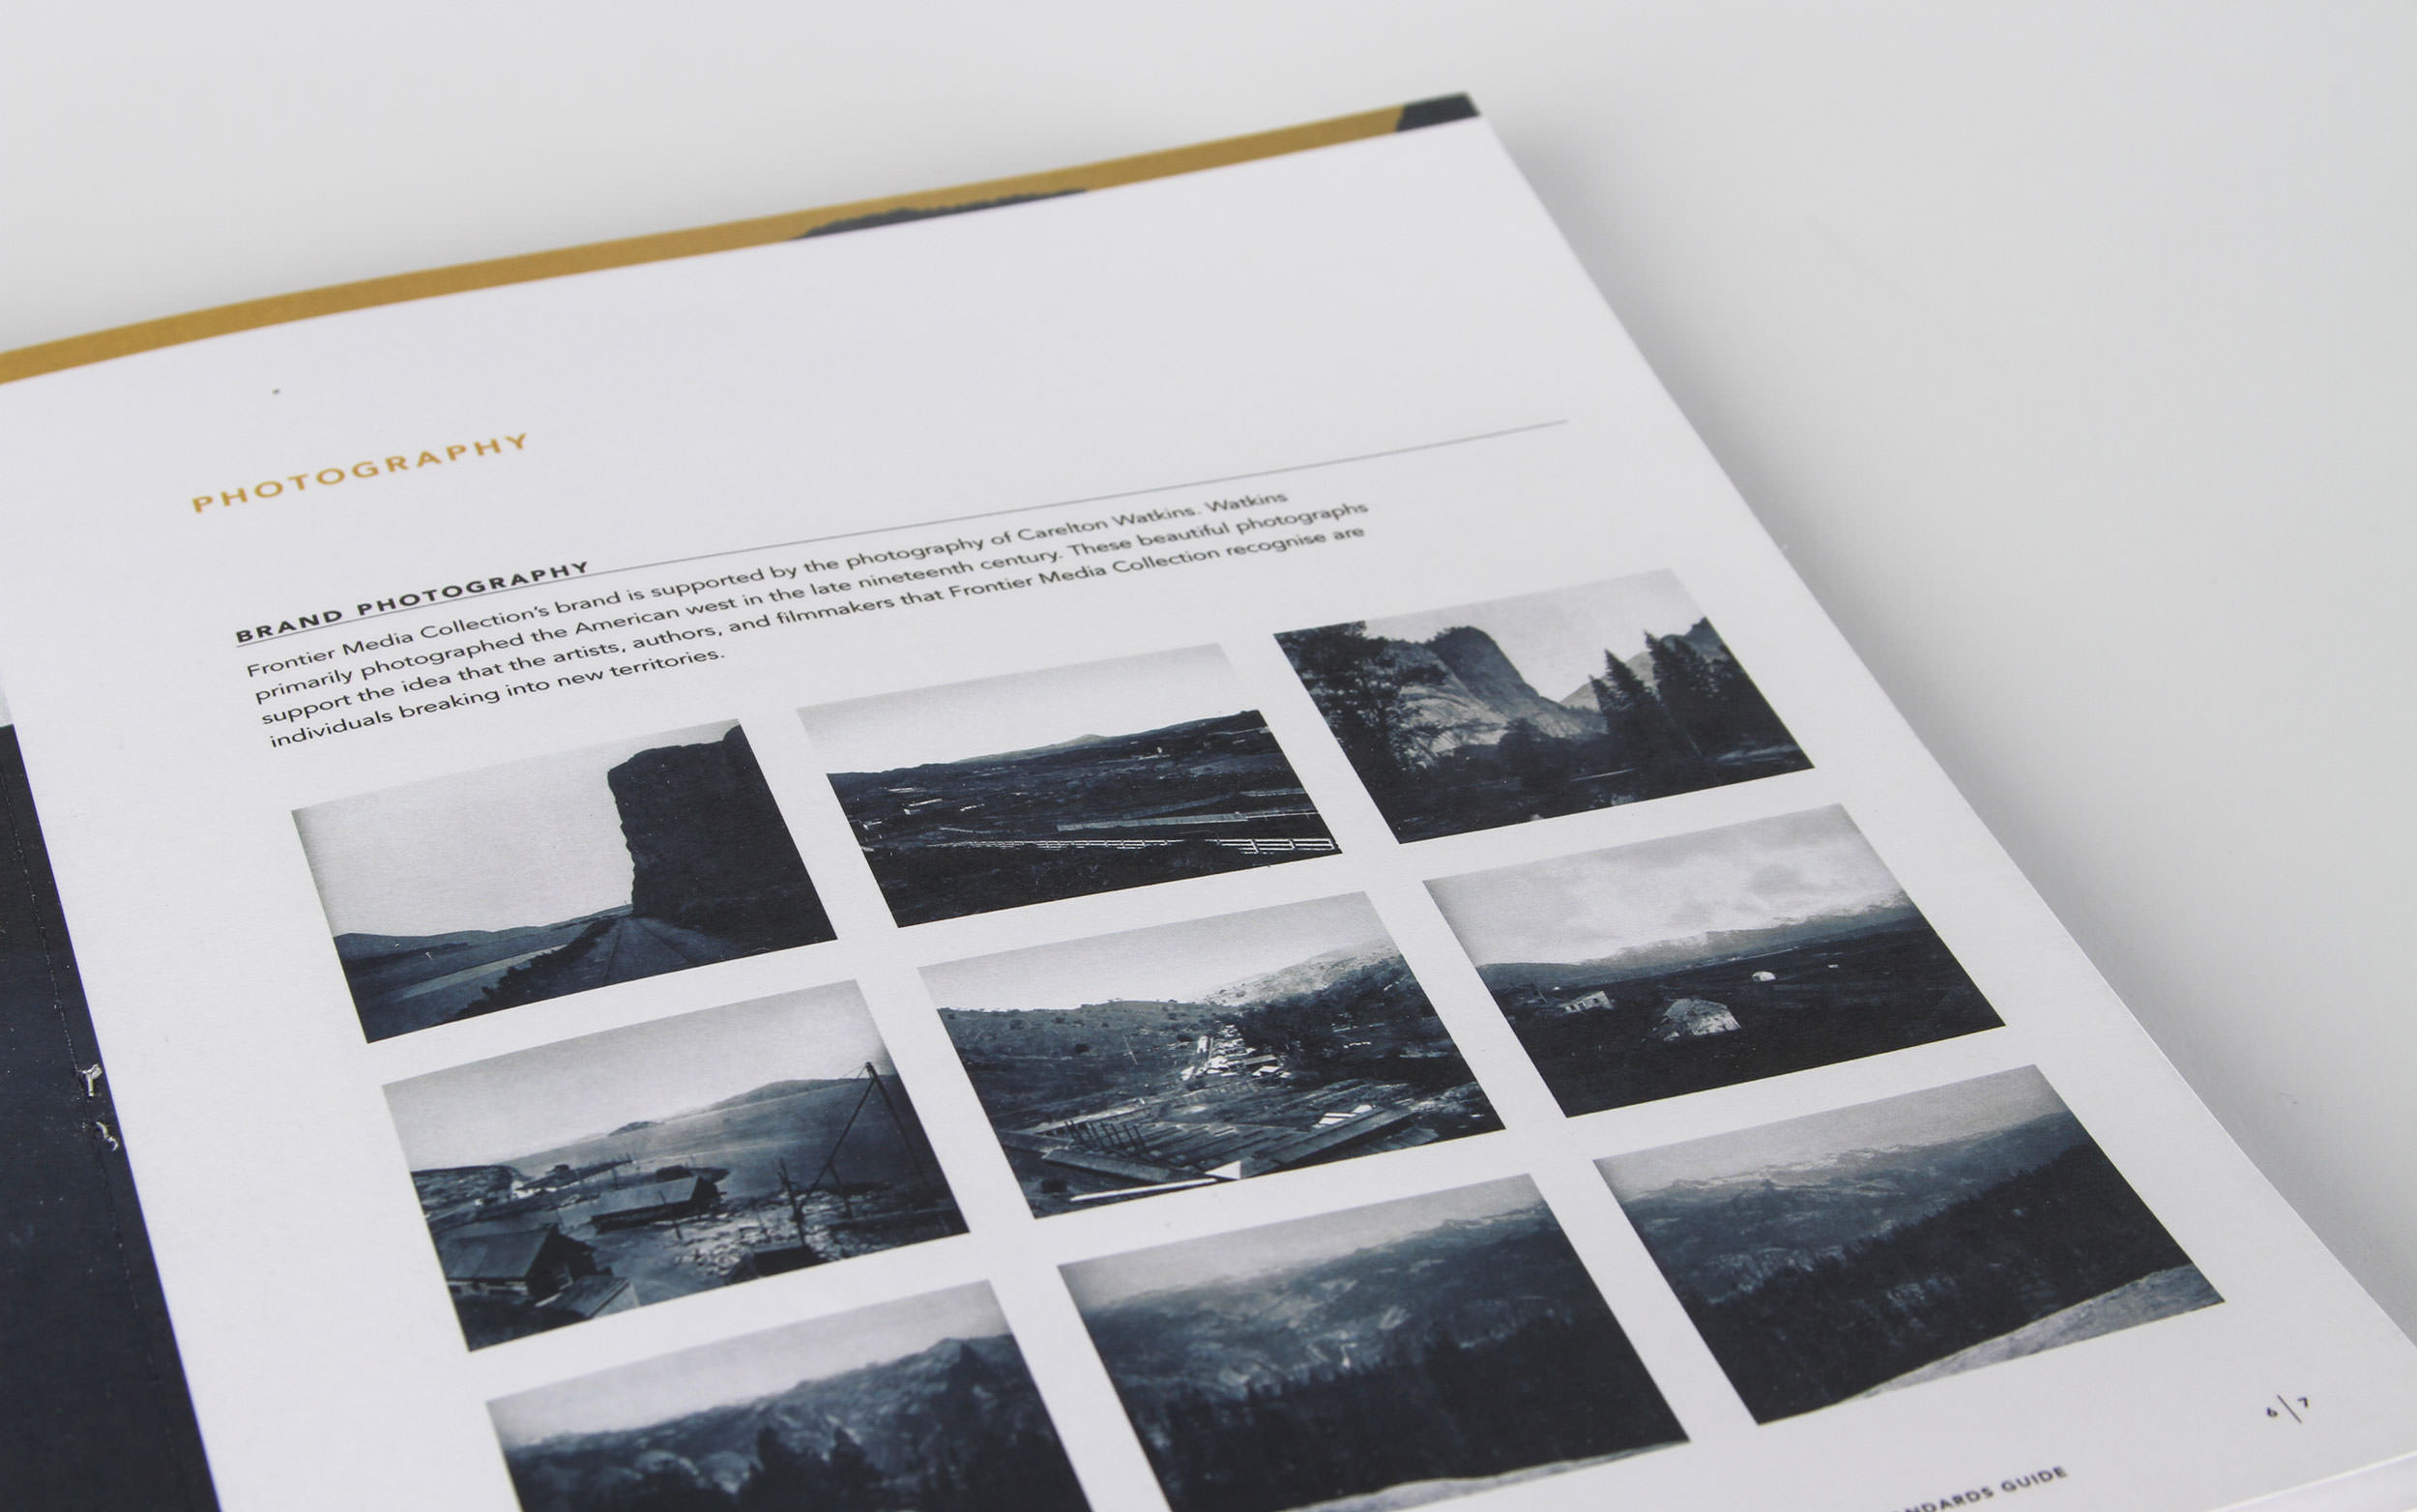 PHOTOGRAPHY
BRAND PHOTOGRAPHY
Frontier Media Collection's brand is supported by the photography of Carelton Watkins. Watkins
primarily photographed the American west in the late nineteenth century. These beautiful photographs
support the idea that the artists, authors, and filmmakers that Frontier Media Collection recognise are
individuals breaking into new territories.
6 | 7
GUIDE